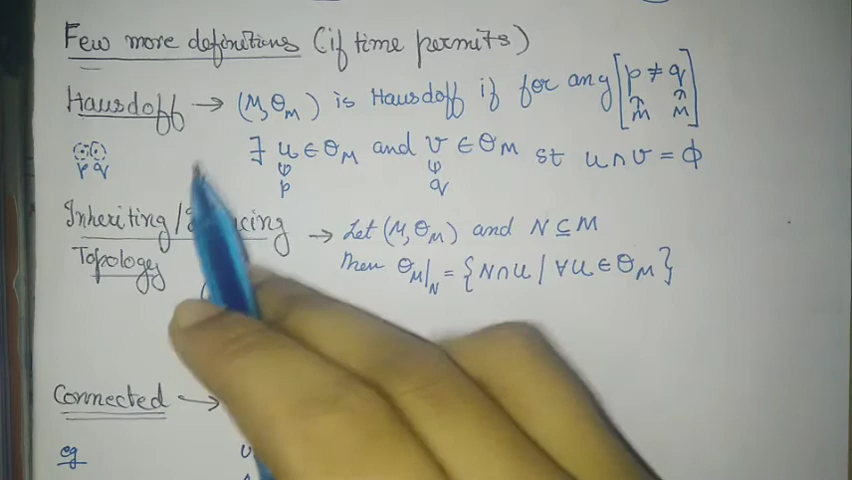 Few more definitions (if time permits)
Hausdoff → (M, θ_M) is Hausdoff if for any [p ≠ q
∈ M ∈ M]
p q ∃ u ∈ θ_M and v ∈ θ_M st u ∩ v = ϕ
p q
Inheriting/ → Let (M, θ_M) and N ⊆ M
Topology Then θ_M|_N = {N∩u | ∀u ∈ θ_M}
Connected →
eg